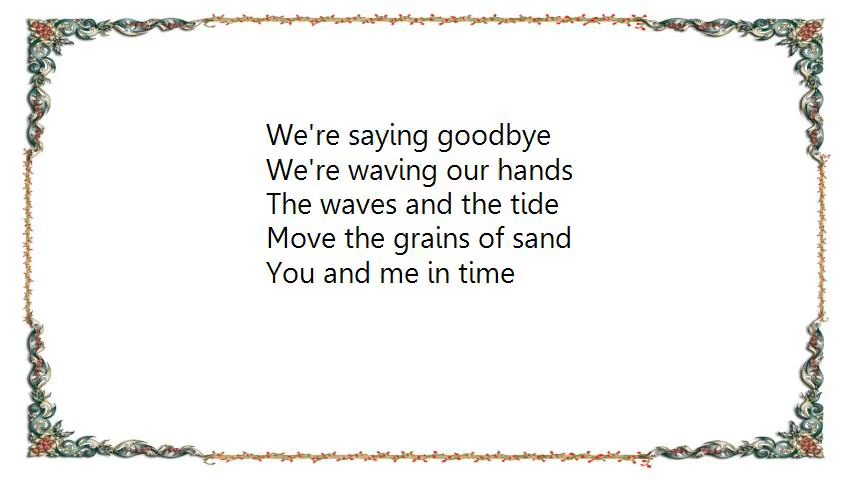 We're saying goodbye
We're waving our hands
The waves and the tide
Move the grains of sand
You and me in time